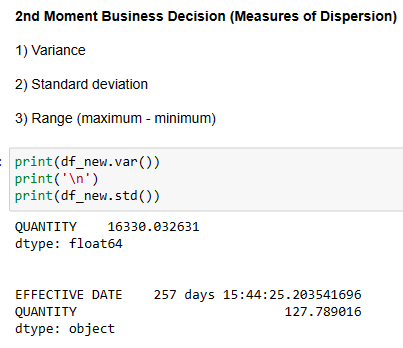 2nd Moment Business Decision (Measures of Dispersion)
1) Variance
2) Standard deviation
3) Range (maximum - minimum)
: print(df_new.var())
print('\n')
print(df_new.std())
QUANTITY    16330.032631
dtype: float64
EFFECTIVE DATE    257 days 15:44:25.203541696
QUANTITY                           127.789016
dtype: object